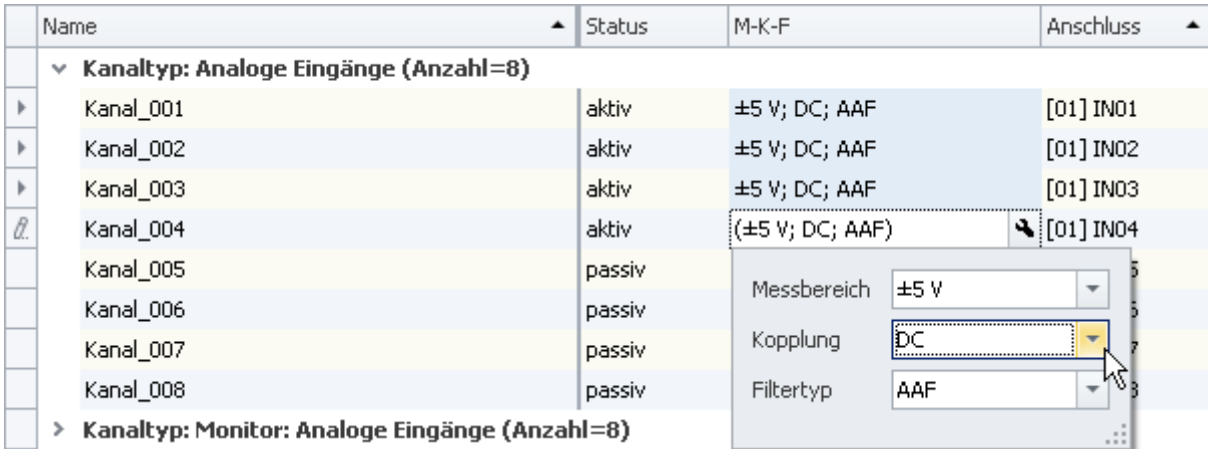 Name Status M-K-F Anschluss
Kanaltyp: Analoge Eingänge (Anzahl=8)
Kanal_001 aktiv ±5 V; DC; AAF [01] IN01
Kanal_002 aktiv ±5 V; DC; AAF [01] IN02
Kanal_003 aktiv ±5 V; DC; AAF [01] IN03
Kanal_004 aktiv (±5 V; DC; AAF) [01] IN04
Kanal_005 passiv
Messbereich ±5 V
Kanal_006 passiv
Kopplung DC
Kanal_007 passiv
Kanal_008 passiv
Filtertyp AAF
Kanaltyp: Monitor: Analoge Eingänge (Anzahl=8)